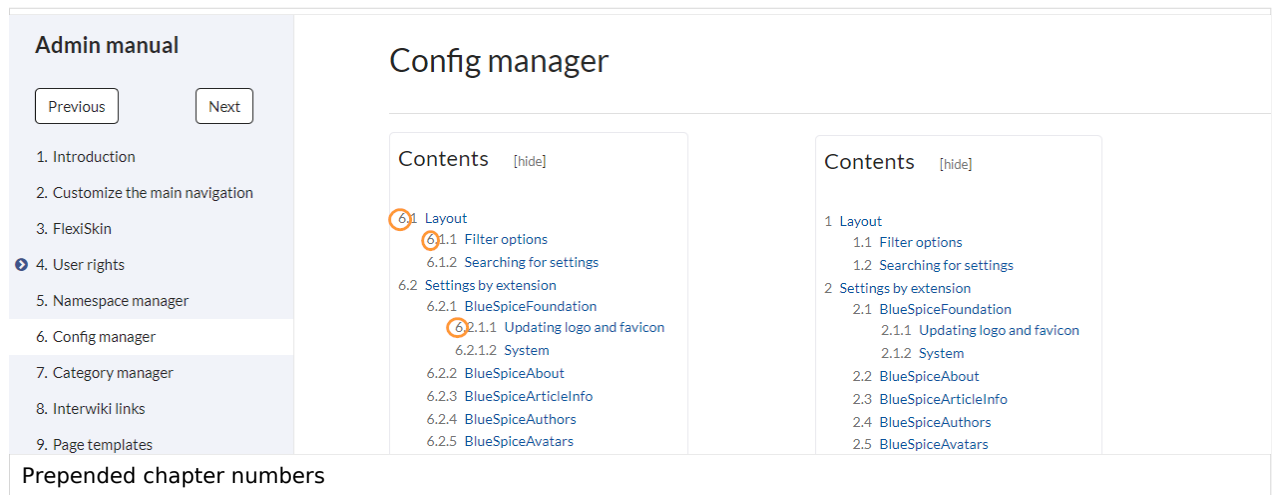 Admin manual
Previous
Next
1. Introduction
2. Customize the main navigation
3. FlexiSkin
4. User rights
5. Namespace manager
6. Config manager
7. Category manager
8. Interwiki links
9. Page templates
Config manager
Contents [hide]
6.1 Layout
6.1.1 Filter options
6.1.2 Searching for settings
6.2 Settings by extension
6.2.1 BlueSpiceFoundation
6.2.1.1 Updating logo and favicon
6.2.1.2 System
6.2.2 BlueSpiceAbout
6.2.3 BlueSpiceArticleInfo
6.2.4 BlueSpiceAuthors
6.2.5 BlueSpiceAvatars
Contents [hide]
1 Layout
1.1 Filter options
1.2 Searching for settings
2 Settings by extension
2.1 BlueSpiceFoundation
2.1.1 Updating logo and favicon
2.1.2 System
2.2 BlueSpiceAbout
2.3 BlueSpiceArticleInfo
2.4 BlueSpiceAuthors
2.5 BlueSpiceAvatars
Prepended chapter numbers